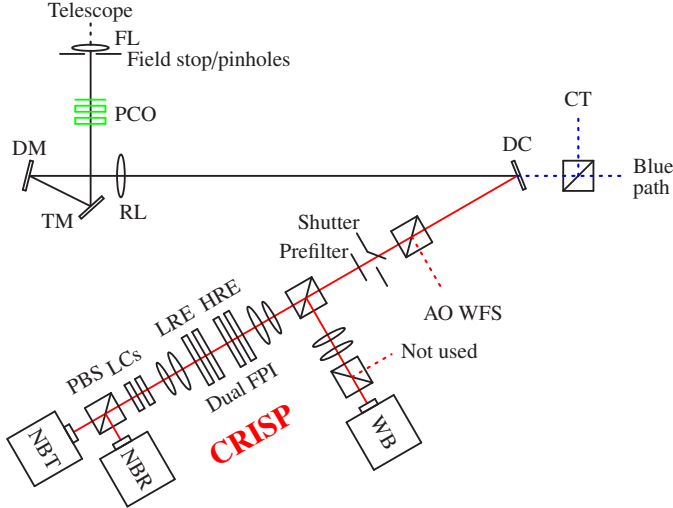 Telescope
FL
Field stop/pinholes
PCO
CT
DM
DC
Blue
path
TM
RL
Shutter
Prefilter
AO WFS
LRE
HRE
Not used
PBS
LCs
Dual FPI
CRISP
NBT
NBR
WB